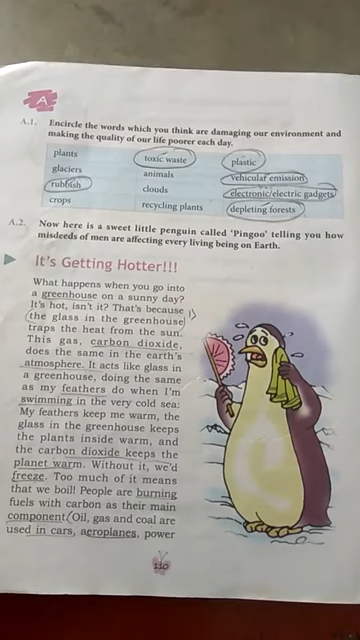 A
A.1. Encircle the words which you think are damaging our environment and
making the quality of our life poorer each day.
plants toxic waste plastic
glaciers animals vehicular emission
rubbish clouds electronic/electric gadgets
crops recycling plants depleting forests
A.2. Now here is a sweet little penguin called 'Pingoo' telling you how
misdeeds of men are affecting every living being on Earth.
It's Getting Hotter!!!
What happens when you go into
a greenhouse on a sunny day?
It's hot, isn't it? That's because
(the glass in the greenhouse)
traps the heat from the sun.
This gas, carbon dioxide,
does the same in the earth's
atmosphere. It acts like glass in
a greenhouse, doing the same
as my feathers do when I'm
swimming in the very cold sea:
My feathers keep me warm, the
glass in the greenhouse keeps
the plants inside warm, and
the carbon dioxide keeps the
planet warm. Without it, we'd
freeze. Too much of it means
that we boil! People are burning
fuels with carbon as their main
component (Oil, gas and coal are
used in cars, aeroplanes, power
110